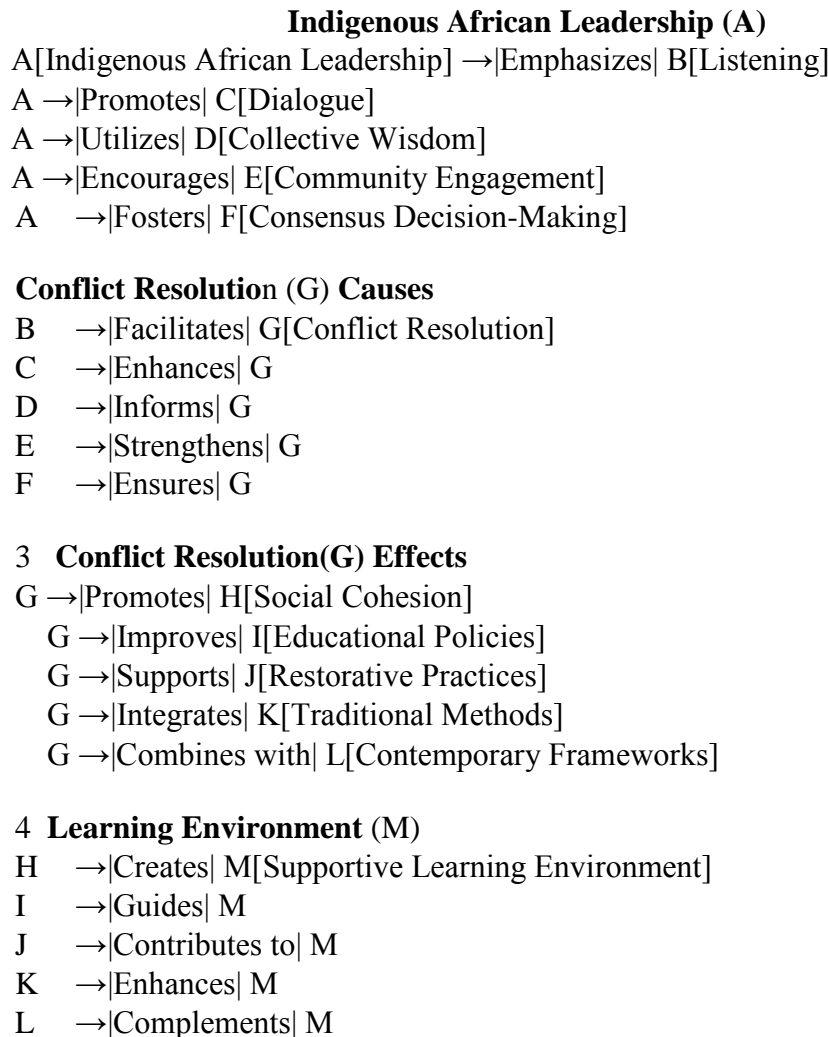 Indigenous African Leadership (A)
A[Indigenous African Leadership] →|Emphasizes| B[Listening]
A →|Promotes| C[Dialogue]
A →|Utilizes| D[Collective Wisdom]
A →|Encourages| E[Community Engagement]
A →|Fosters| F[Consensus Decision-Making]
Conflict Resolution (G) Causes
B →|Facilitates| G[Conflict Resolution]
C →|Enhances| G
D →|Informs| G
E →|Strengthens| G
F →|Ensures| G
3 Conflict Resolution(G) Effects
G →|Promotes| H[Social Cohesion]
G →|Improves| I[Educational Policies]
G →|Supports| J[Restorative Practices]
G →|Integrates| K[Traditional Methods]
G →|Combines with| L[Contemporary Frameworks]
4 Learning Environment (M)
H →|Creates| M[Supportive Learning Environment]
I →|Guides| M
J →|Contributes to| M
K →|Enhances| M
L →|Complements| M